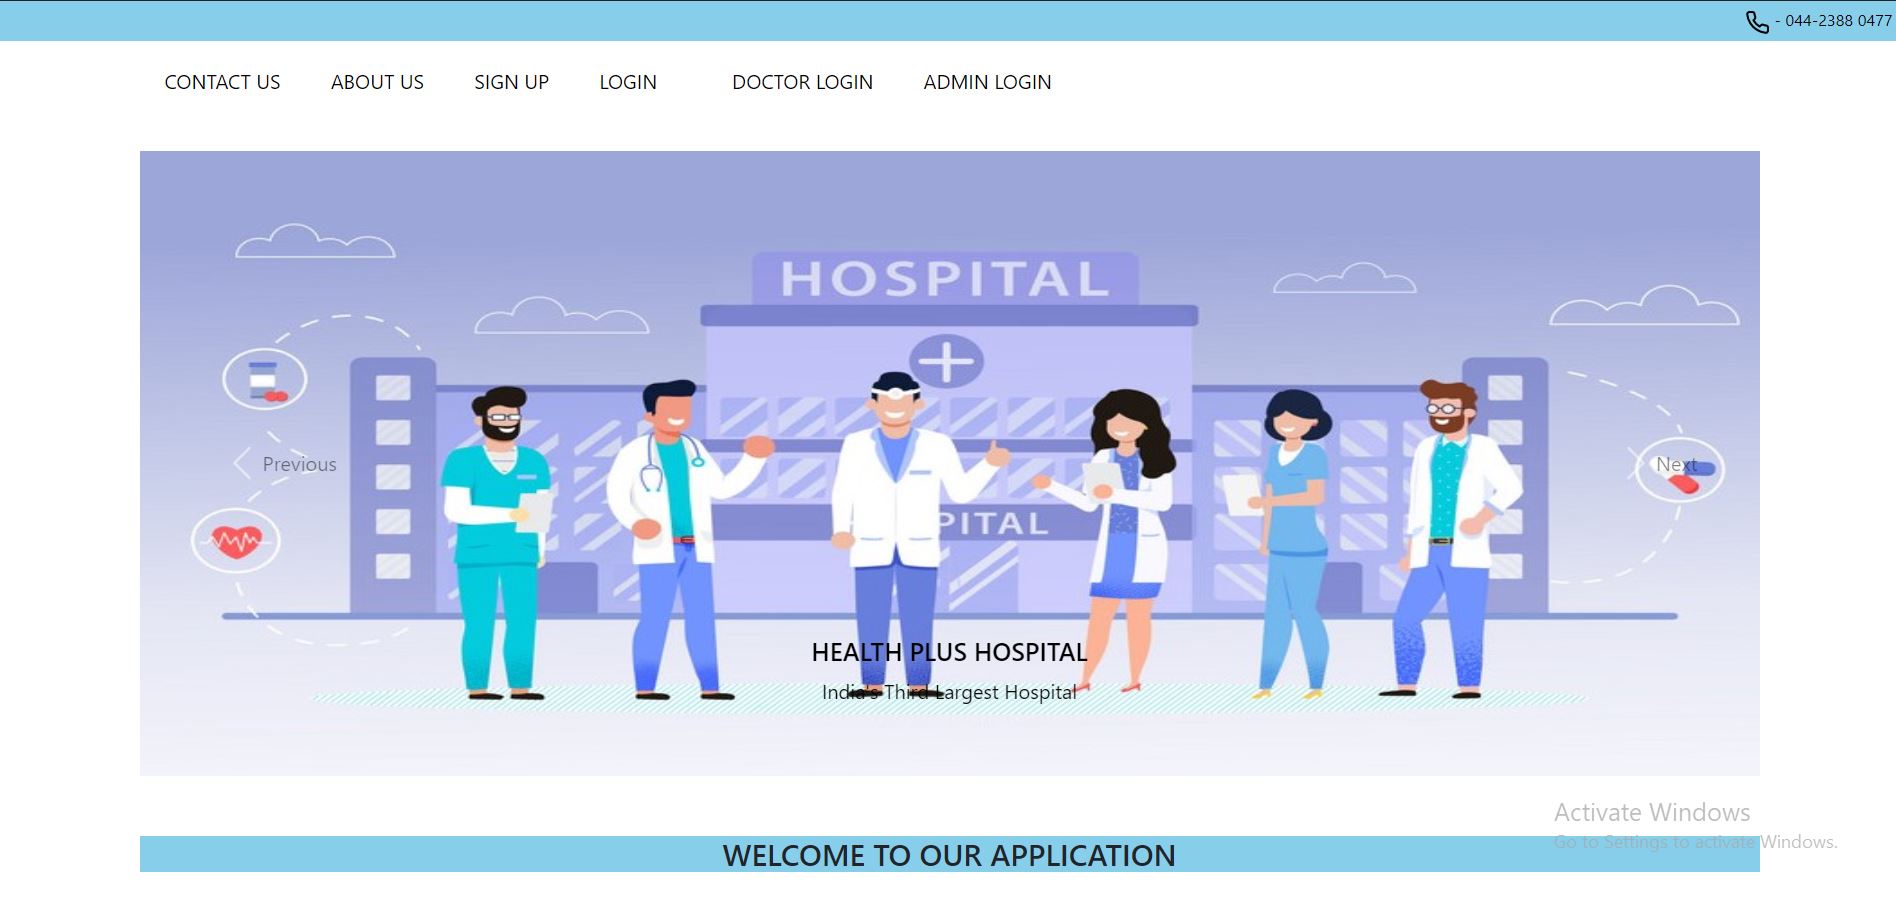 - 044-2388 0477
CONTACT US ABOUT US SIGN UP LOGIN DOCTOR LOGIN ADMIN LOGIN
HOSPITAL
Previous
Next
PITAL
HEALTH PLUS HOSPITAL
India's Third Largest Hospital
Activate Windows
Go to Settings to activate Windows.
WELCOME TO OUR APPLICATION